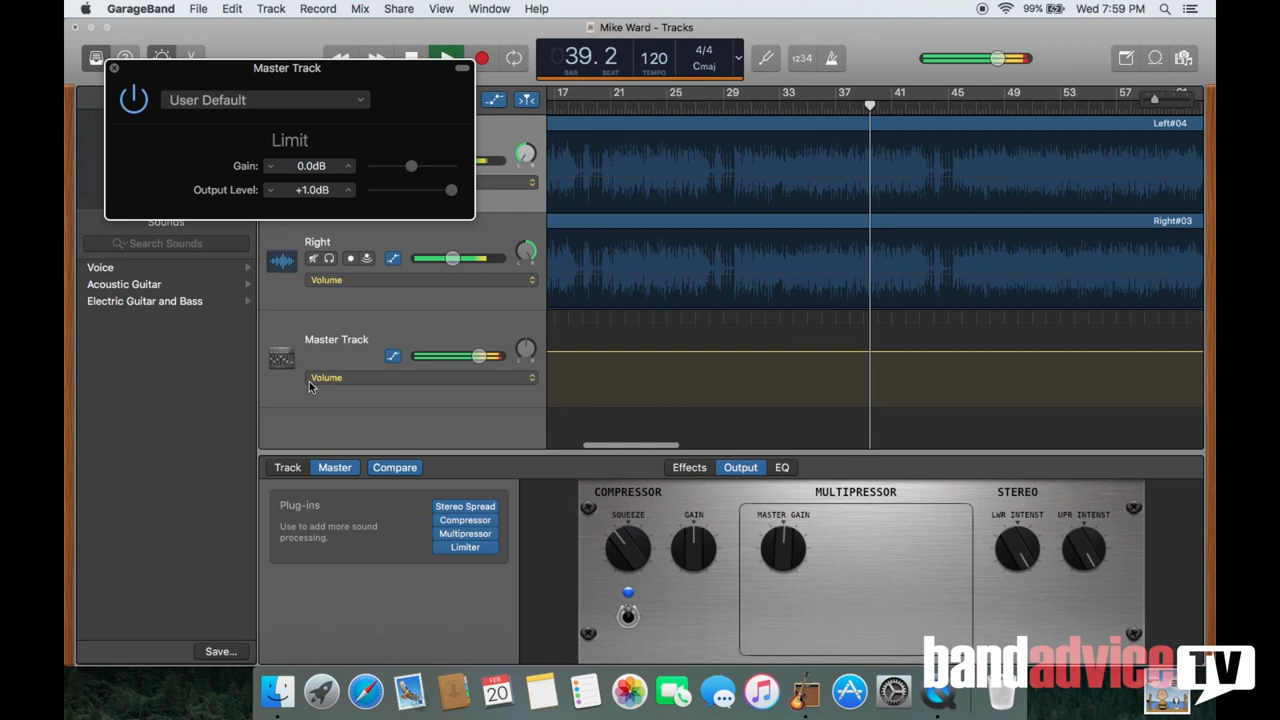 GarageBand File Edit Track Record Mix Share View Window Help 99% Wed 7:59 PM
Mike Ward - Tracks
39. 2
BAR BEAT
120
TEMPO
4/4
Cmaj
1234
Master Track
User Default
Limit
Gain: 0.0dB
Output Level: +1.0dB
17 21 25 29 33 37 41 45 49 53 57
Left#04
L R
Sounds
Search Sounds
Voice
Acoustic Guitar
Electric Guitar and Bass
Right
L R
Volume
Right#03
Master Track
L R
Volume
Track Master Compare Effects Output EQ
Plug-ins
Use to add more sound
processing.
Stereo Spread
Compressor
Multipressor
Limiter
COMPRESSOR MULTIPRESSOR STEREO
SQUEEZE GAIN MASTER GAIN LWR INTENST UPR INTENST
Save...
FEB
20
bandadvice TV